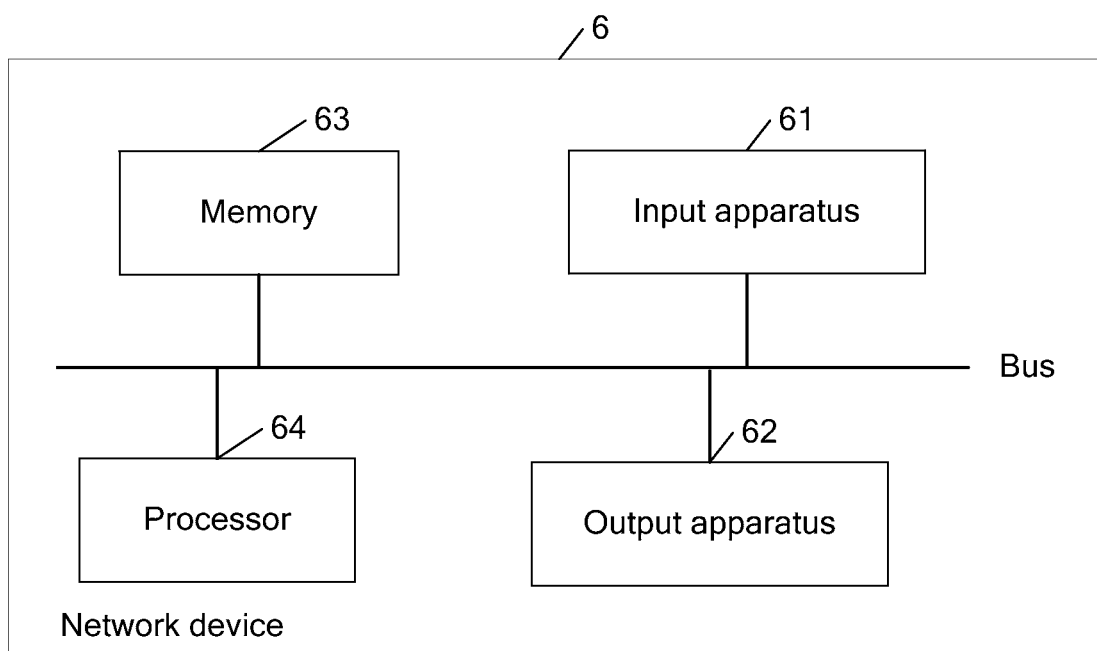 6
63
61
Memory
Input apparatus
Bus
64
62
Processor
Output apparatus
Network device